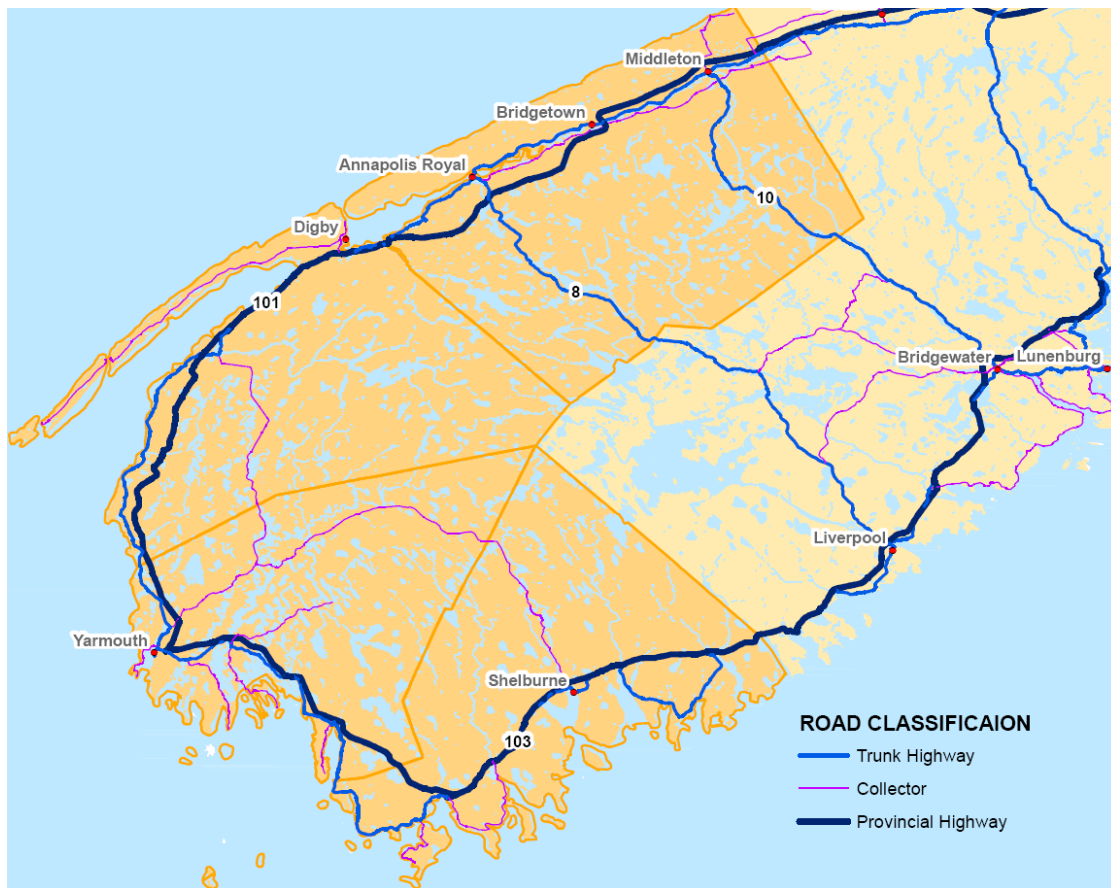 Middleton
Bridgetown
Annapolis Royal
10
Digby
8
101
Bridgewater
Lunenburg
Liverpool
Yarmouth
Shelburne
103
ROAD CLASSIFICAION
Trunk Highway
Collector
Provincial Highway